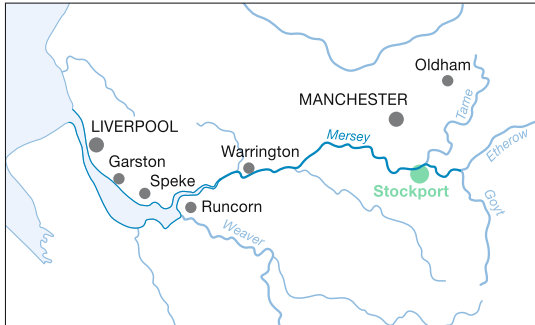 Oldham
MANCHESTER
Tame
LIVERPOOL
Mersey
Etherow
Warrington
Garston
Speke
Stockport
Goyt
Runcorn
Weaver